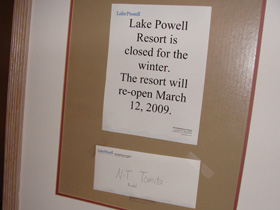 Lake Powell
Lake Powell
Resort is
closed for the
winter.
The resort will
re-open March
12, 2009.
N.T.